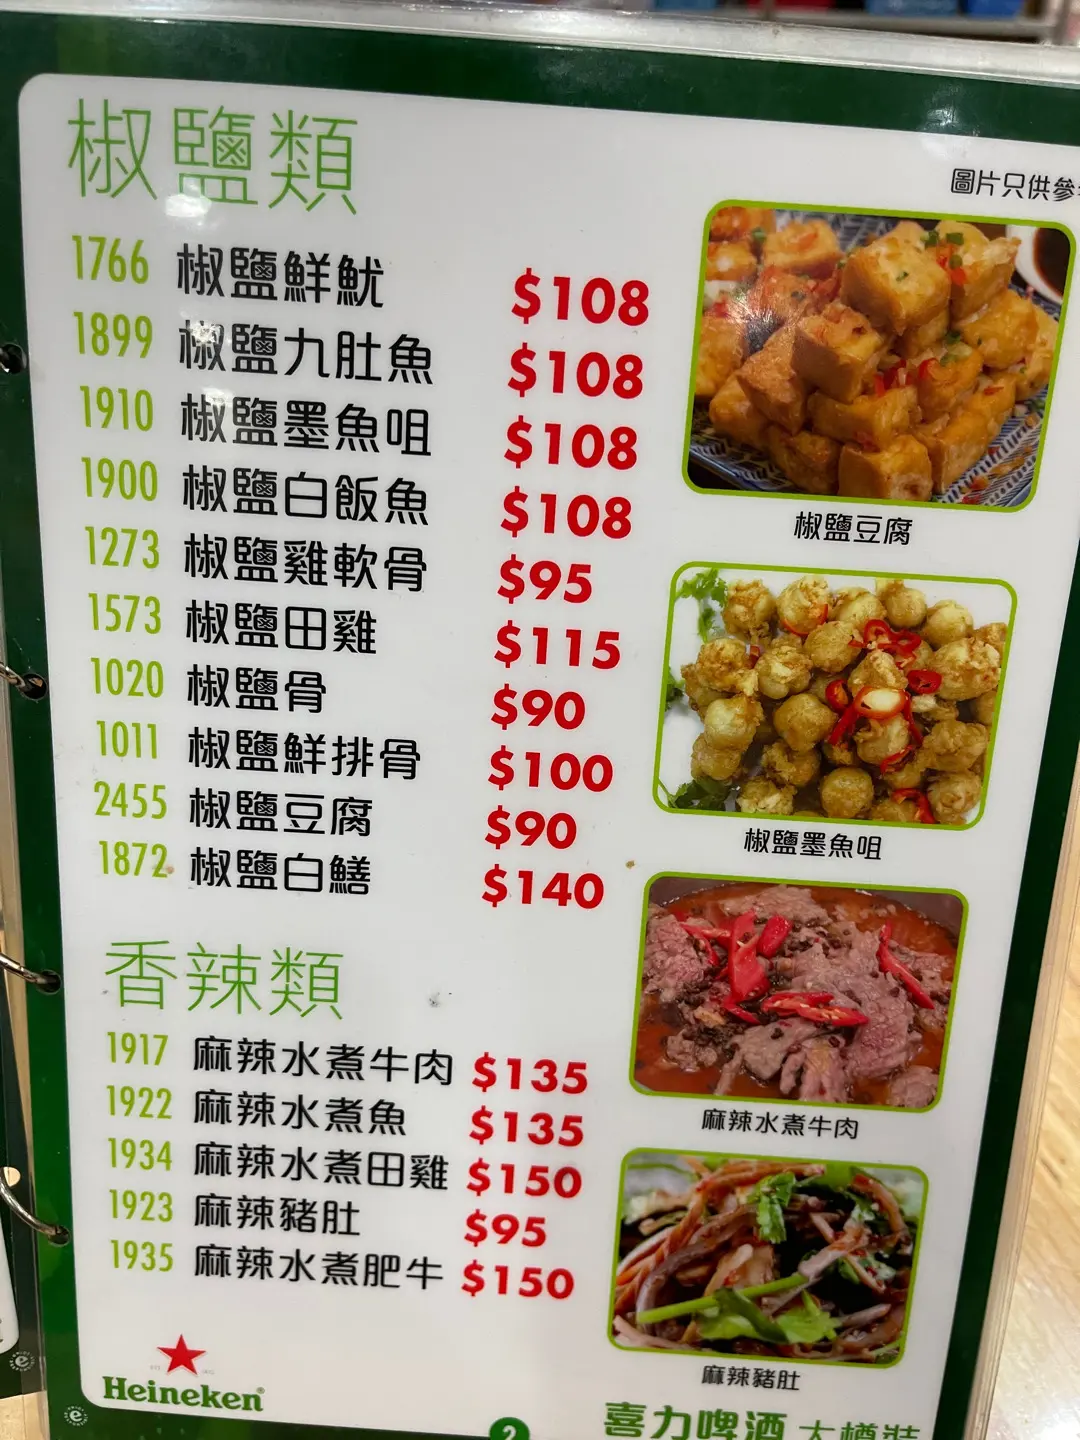 椒鹽類
圖片只供參
1766 椒鹽鮮魷 $108
1899 椒鹽九肚魚 $108
1910 椒鹽墨魚咀 $108
1900 椒鹽白飯魚 $108
1273 椒鹽雞軟骨 $95
1573 椒鹽田雞 $115
1020 椒鹽骨 $90
1011 椒鹽鮮排骨 $100
2455 椒鹽豆腐 $90
1872 椒鹽白鱔 $140
椒鹽豆腐
椒鹽墨魚咀
香辣類
1917 麻辣水煮牛肉 $135
1922 麻辣水煮魚 $135
1934 麻辣水煮田雞 $150
1923 麻辣豬肚 $95
1935 麻辣水煮肥牛 $150
麻辣水煮牛肉
麻辣豬肚
Heineken
2
喜力啤酒 大樽裝